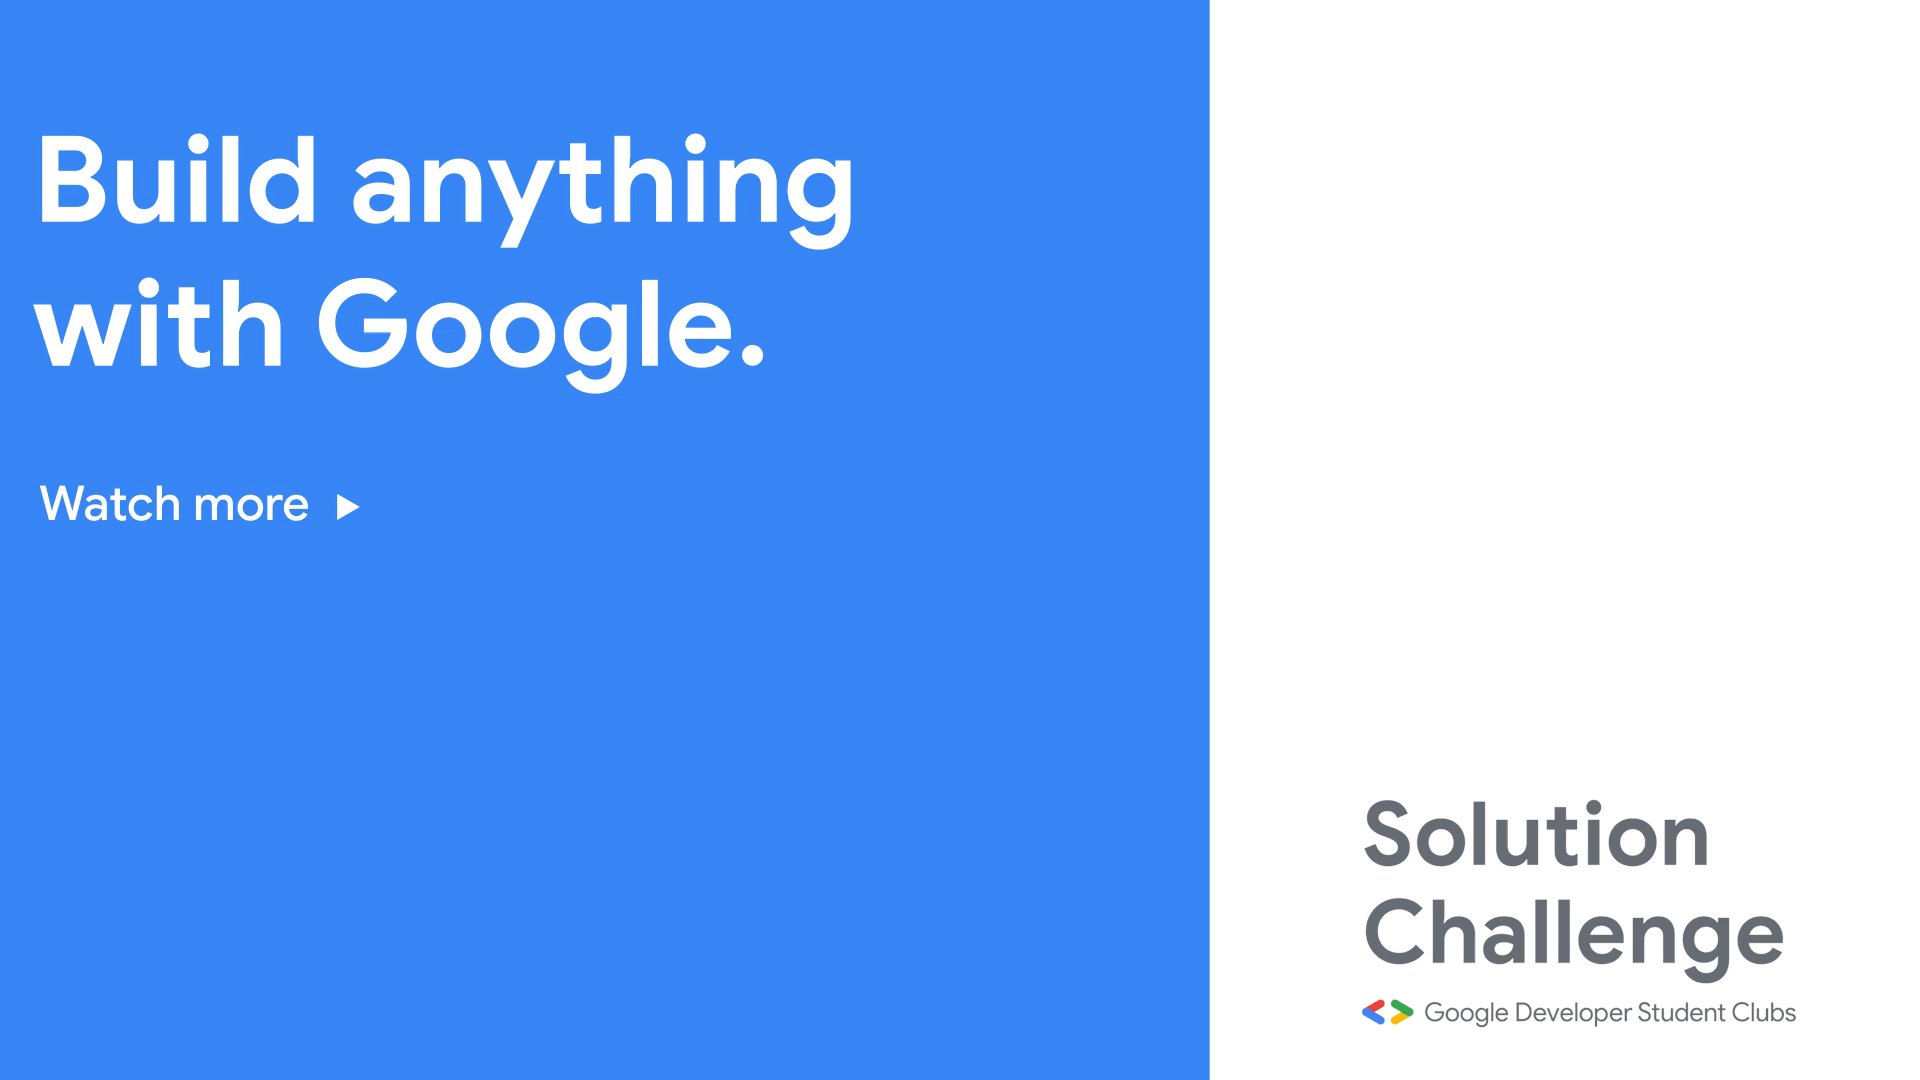 Build anything
with Google.
Watch more
Solution
Challenge
Google Developer Student Clubs